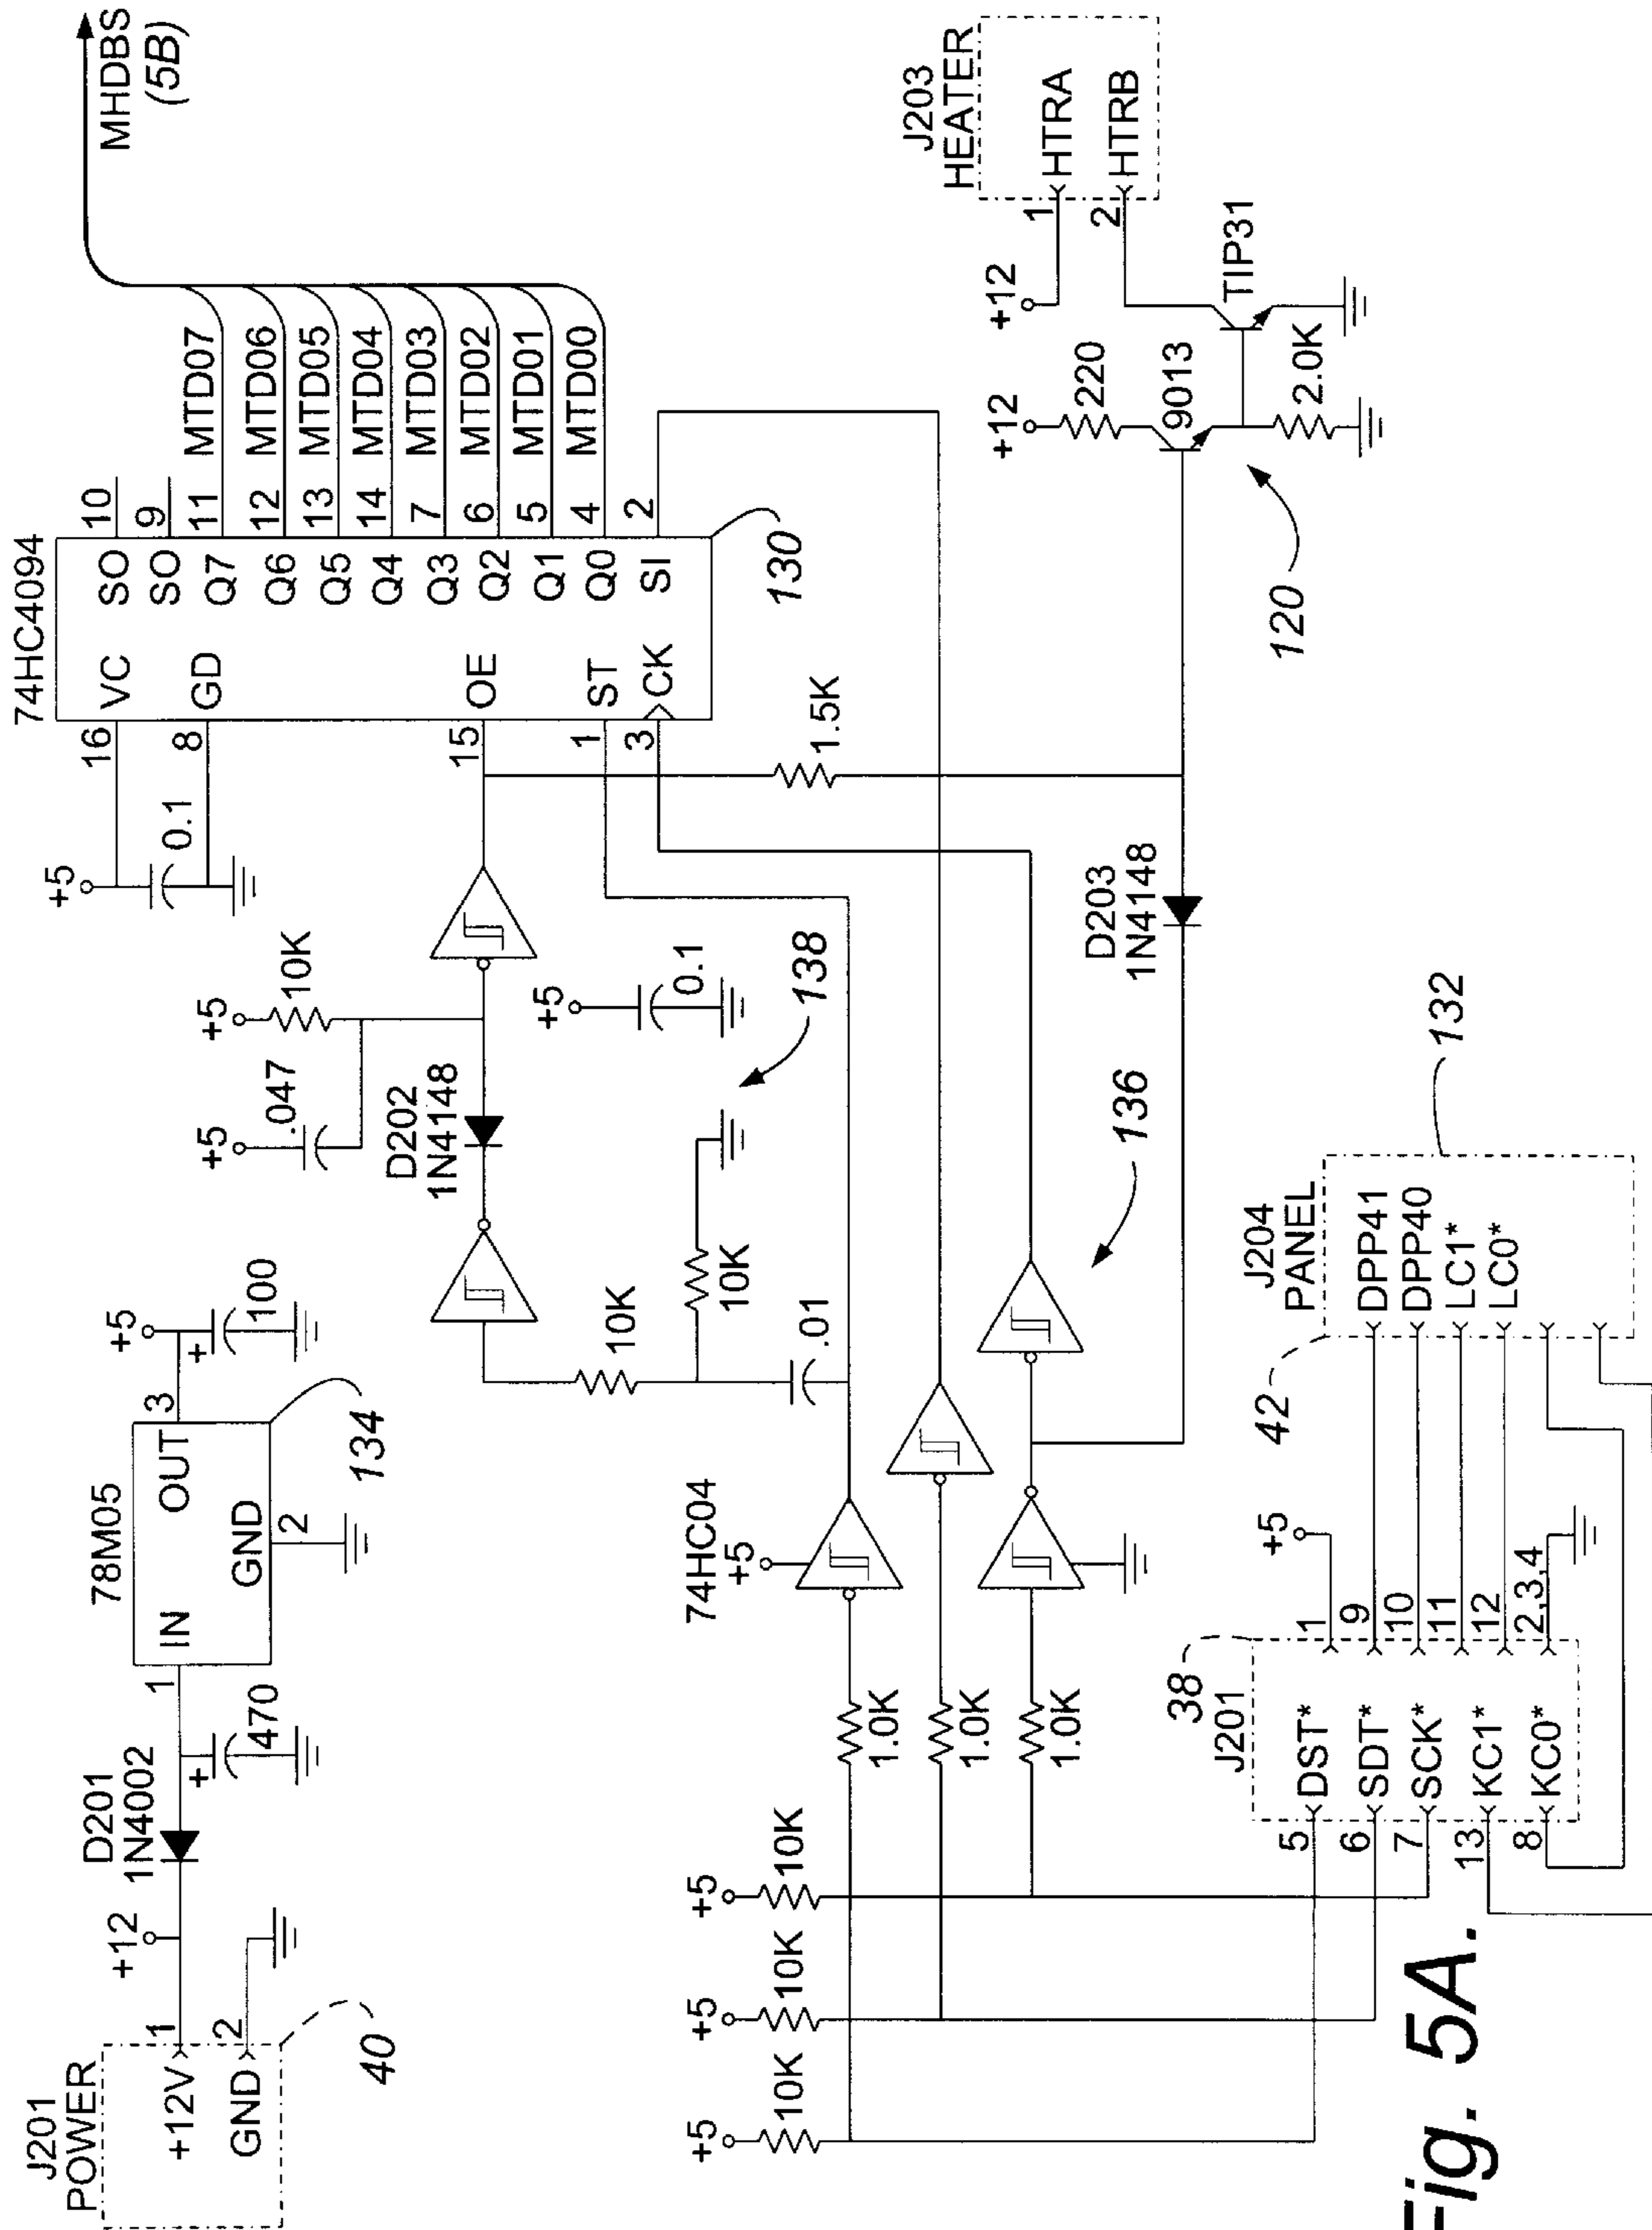 J201
POWER
+12V
GND
1
2
40
+12
D201
1N4002
+
470
1
78M05
IN
OUT
GND
3
2
134
+5
+
100
+5
.047
+5
10K
D202
1N4148
+5
0.1
138
10K
10K
.01
+5
0.1
74HC4094
16
8
15
1
3
VC
GD
OE
ST
CK
SO
SO
Q7
Q6
Q5
Q4
Q3
Q2
Q1
Q0
SI
10
9
11
12
13
14
7
6
5
4
2
MTD07
MTD06
MTD05
MTD04
MTD03
MTD02
MTD01
MTD00
130
MHDBS
(5B)
+5
10K
+5
10K
+5
10K
1.0K
1.0K
1.0K
74HC04
+5
136
1.5K
D203
1N4148
+12
220
9013
2.0K
120
+12
TIP31
1
2
J203
HEATER
HTRA
HTRB
38
J201
5
6
7
13
8
DST*
SDT*
SCK*
KC1*
KC0*
1
9
10
11
12
2,3,4
+5
42
J204
PANEL
DPP41
DPP40
LC1*
LC0*
132
Fig. 5A.